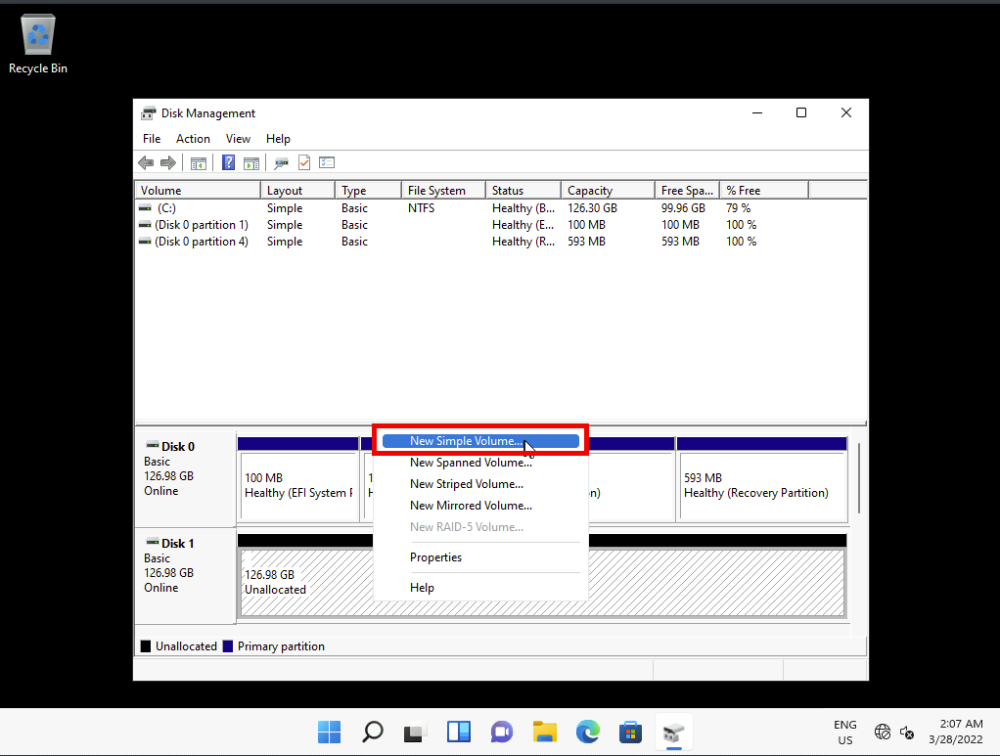 Recycle Bin
Disk Management
File Action View Help
Volume Layout Type File System Status Capacity Free Spa... % Free
(C:) Simple Basic NTFS Healthy (B... 126.30 GB 99.96 GB 79 %
(Disk 0 partition 1) Simple Basic Healthy (E... 100 MB 100 MB 100 %
(Disk 0 partition 4) Simple Basic Healthy (R... 593 MB 593 MB 100 %
Disk 0
Basic
126.98 GB
Online
100 MB
Healthy (EFI System
593 MB
Healthy (Recovery Partition)
New Simple Volume...
New Spanned Volume...
New Striped Volume...
New Mirrored Volume...
New RAID-5 Volume...
Properties
Help
Disk 1
Basic
126.98 GB
Online
126.98 GB
Unallocated
Unallocated Primary partition
ENG
US
2:07 AM
3/28/2022